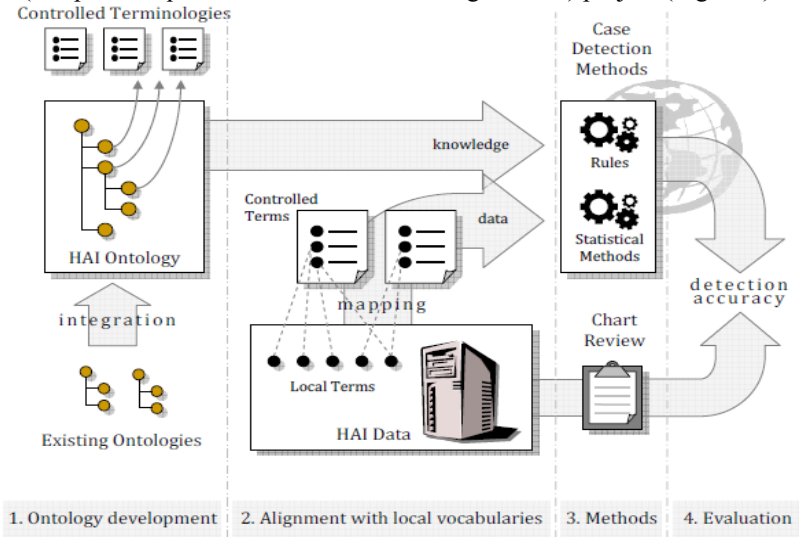 project
Controlled Terminologies
HAI Ontology
integration
Existing Ontologies
knowledge
Controlled
Terms
data
mapping
Local Terms
HAI Data
Case
Detection
Methods
Rules
Statistical
Methods
Chart
Review
detection
accuracy
1. Ontology development
2. Alignment with local vocabularies
3. Methods
4. Evaluation